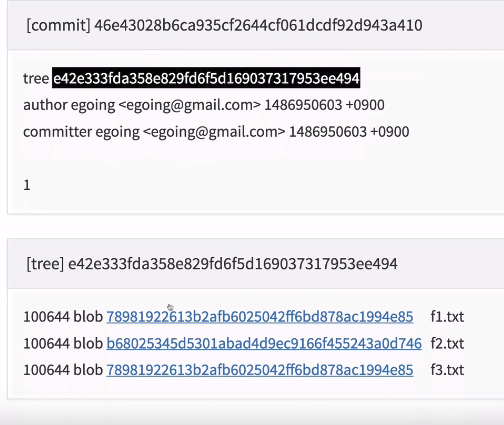 [commit] 46e43028b6ca935cf2644cf061dcdf92d943a410
tree e42e333fda358e829fd6f5d169037317953ee494
author egoing <egoing@gmail.com> 1486950603 +0900
committer egoing <egoing@gmail.com> 1486950603 +0900
1
[tree] e42e333fda358e829fd6f5d169037317953ee494
100644 blob 78981922613b2afb6025042ff6bd878ac1994e85 f1.txt
100644 blob b68025345d5301abad4d9ec9166f455243a0d746 f2.txt
100644 blob 78981922613b2afb6025042ff6bd878ac1994e85 f3.txt